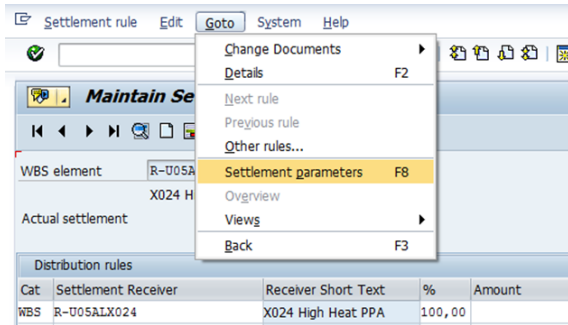 Settlement rule Edit Goto System Help
Change Documents
Details F2
Maintain Se
Next rule
Previous rule
Other rules...
WBS element R-U05A
Settlement parameters F8
X024 H
Overview
Actual settlement
Views
Back F3
Distribution rules
Cat Settlement Receiver Receiver Short Text % Amount
WBS R-U05ALX024 X024 High Heat PPA 100,00